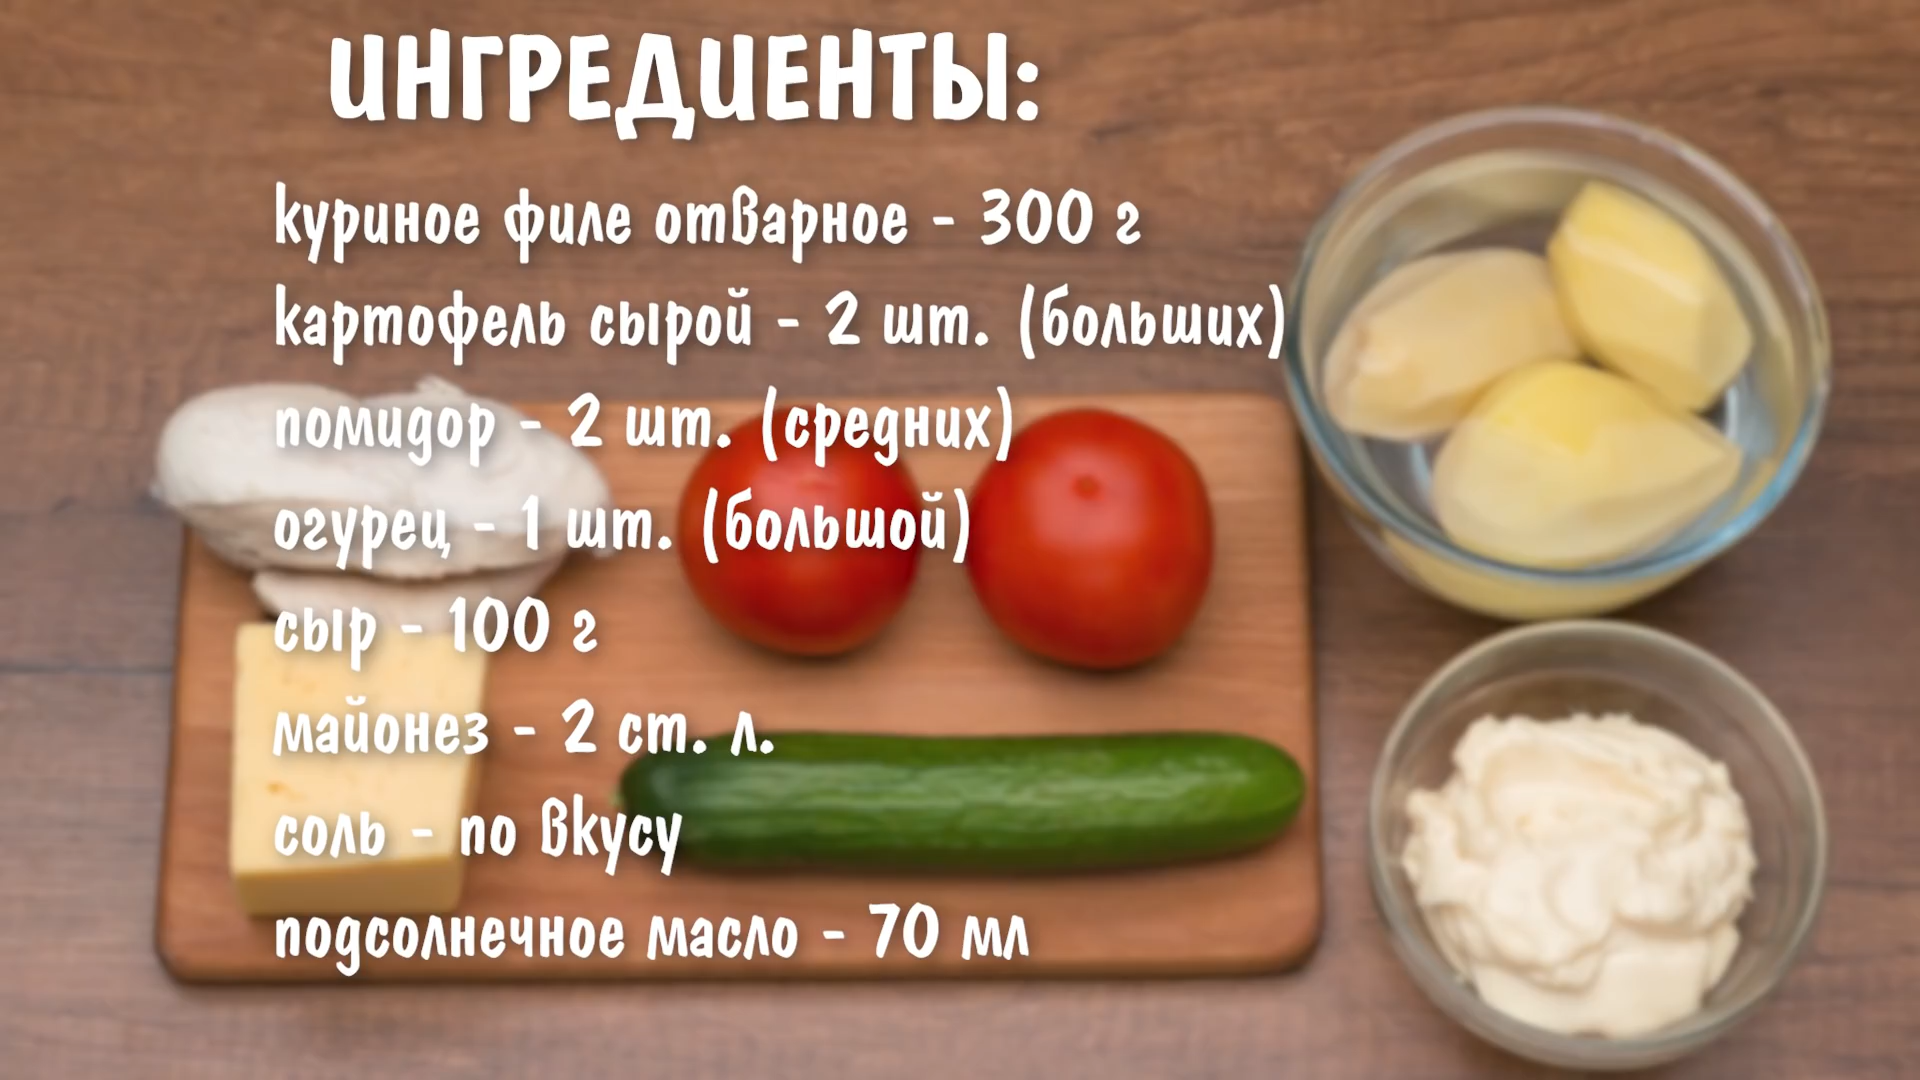 ИНГРЕДИЕНТЫ:
куриное филе отварное - 300 г
картофель сырой - 2 шт. (больших)
помидор - 2 шт. (средних)
огурец - 1 шт. (большой)
сыр - 100 г
майонез - 2 ст. л.
соль - по вкусу
подсолнечное масло - 70 мл